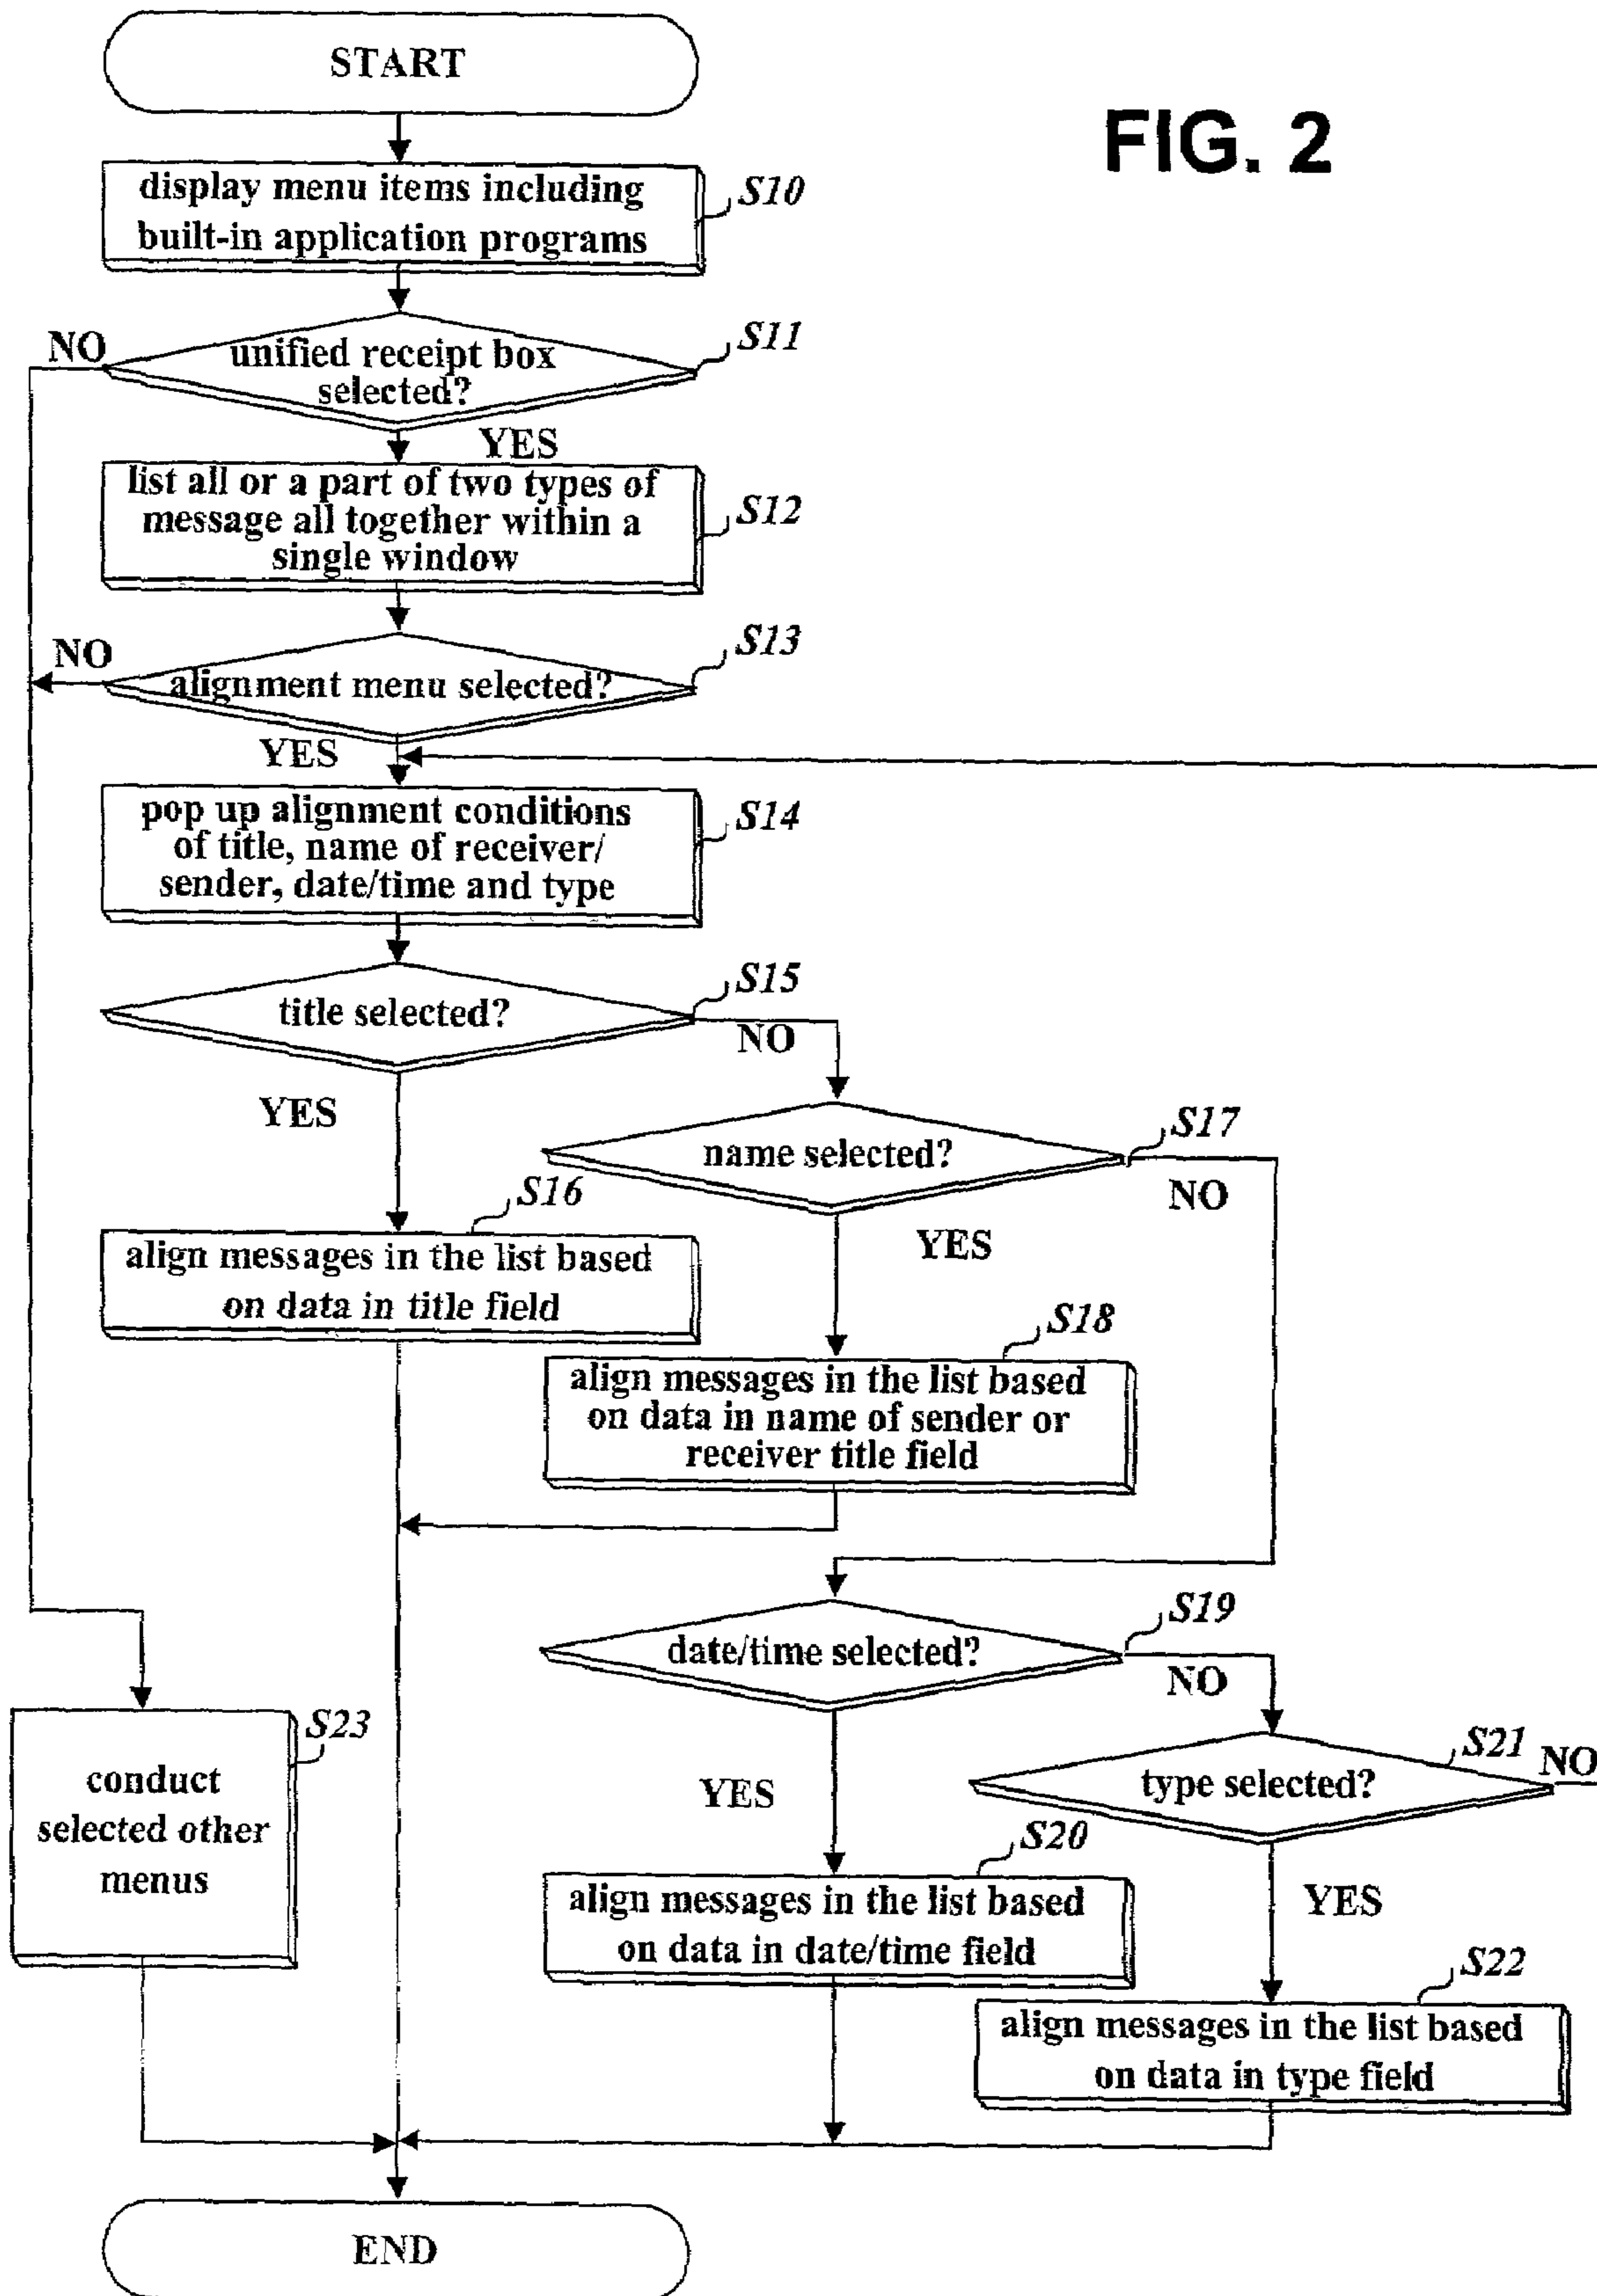 START
FIG. 2
display menu items including
built-in application programs
S10
NO
unified receipt box
selected?
S11
YES
list all or a part of two types of
message all together within a
single window
S12
NO
alignment menu selected?
S13
YES
pop up alignment conditions
of title, name of receiver/
sender, date/time and type
S14
title selected?
S15
NO
YES
name selected?
S17
NO
S16
align messages in the list based
on data in title field
YES
S18
align messages in the list based
on data in name of sender or
receiver title field
date/time selected?
S19
NO
S23
conduct
selected other
menus
YES
type selected?
S21
NO
S20
align messages in the list based
on data in date/time field
YES
S22
align messages in the list based
on data in type field
END